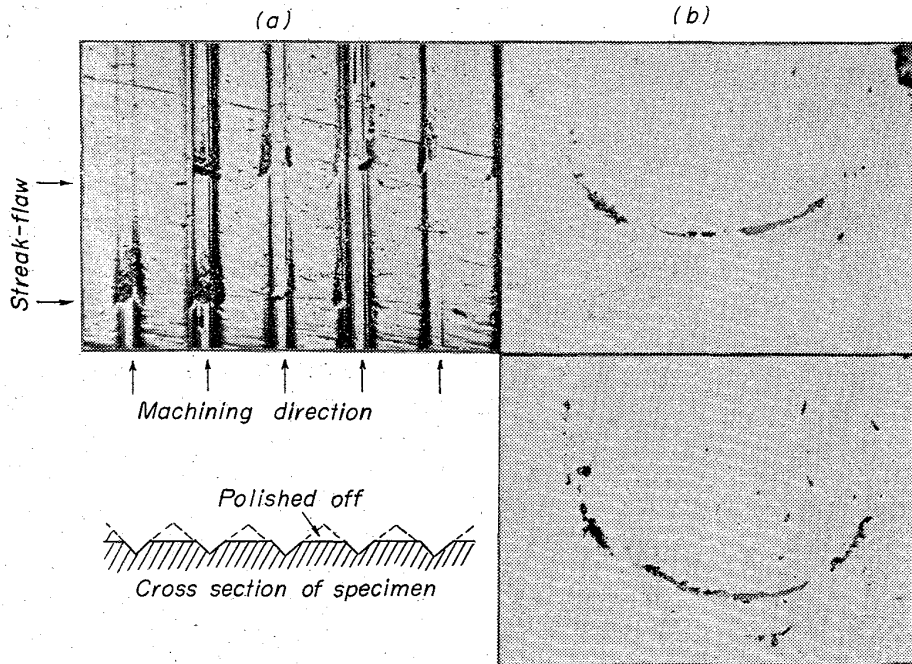 (a)
(b)
Streak-flaw
Machining direction
Polished off
Cross section of specimen